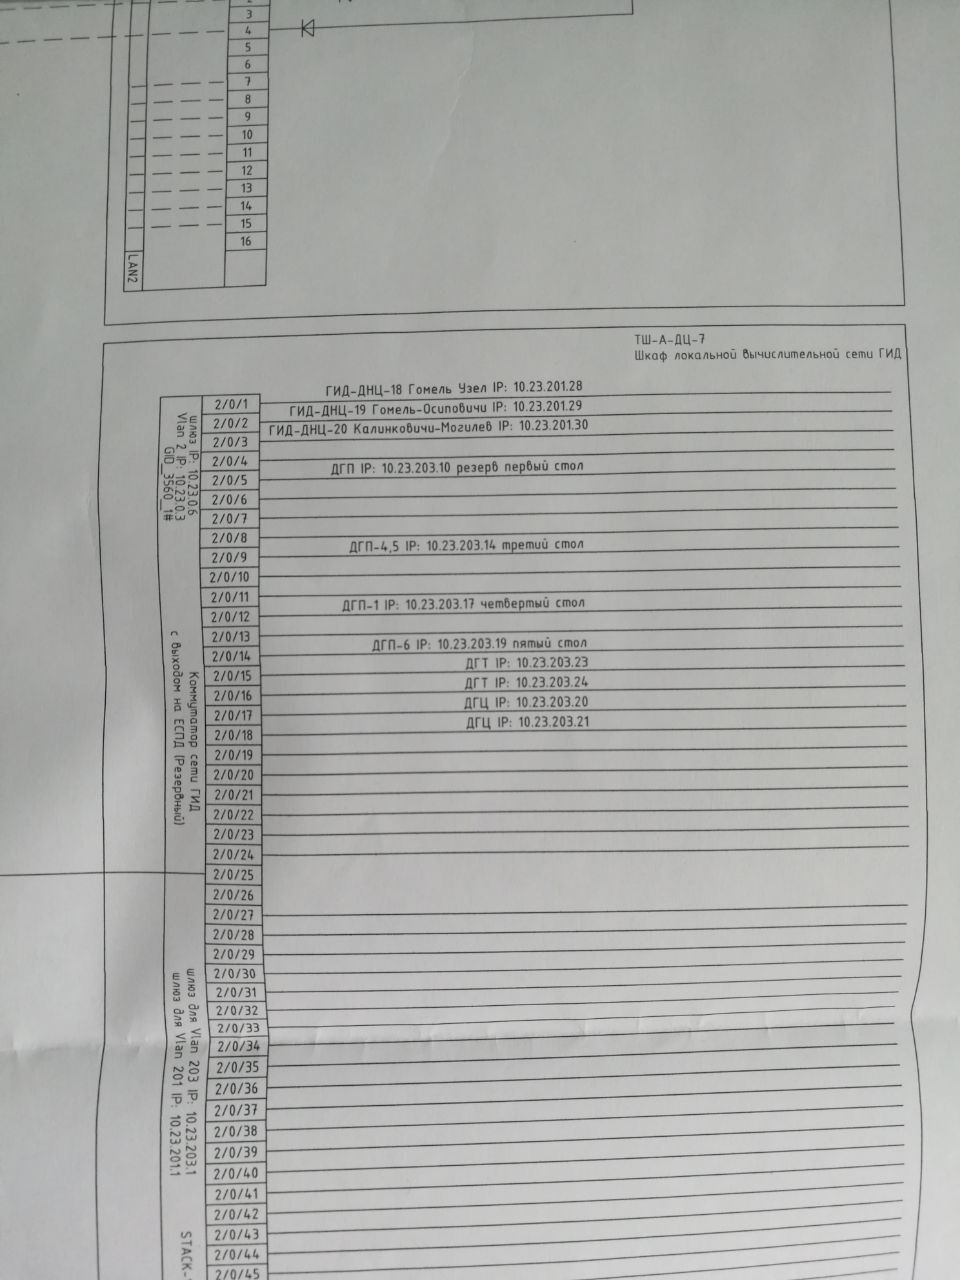 3
4
5
6
7
8
9
10
11
12
13
14
15
16
LAN2
ТШ-А-ДЦ-7
Шкаф локальной вычислительной сети ГИД
шлюз IP: 10.23.0.6
Vlan 2 IP: 10.23.0.3
GID_3560_1#
Коммутатор сети ГИД
с выходом на ЕСПД (Резервный)
шлюз для Vlan 203 IP: 10.23.203.1
шлюз для Vlan 201 IP: 10.23.201.1
ГИД-ДНЦ-18 Гомель Узел IP: 10.23.201.28
2/0/1
ГИД-ДНЦ-19 Гомель-Осиповичи IP: 10.23.201.29
2/0/2
ГИД-ДНЦ-20 Калинковичи-Могилев IP: 10.23.201.30
2/0/3
2/0/4
ДГП IP: 10.23.203.10 резерв первый стол
2/0/5
2/0/6
2/0/7
2/0/8
ДГП-4,5 IP: 10.23.203.14 третий стол
2/0/9
2/0/10
2/0/11
ДГП-1 IP: 10.23.203.17 четвертый стол
2/0/12
2/0/13
ДГП-6 IP: 10.23.203.19 пятый стол
2/0/14
ДГТ IP: 10.23.203.23
2/0/15
ДГТ IP: 10.23.203.24
2/0/16
ДГЦ IP: 10.23.203.20
2/0/17
ДГЦ IP: 10.23.203.21
2/0/18
2/0/19
2/0/20
2/0/21
2/0/22
2/0/23
2/0/24
2/0/25
2/0/26
2/0/27
2/0/28
2/0/29
2/0/30
2/0/31
2/0/32
2/0/33
2/0/34
2/0/35
2/0/36
2/0/37
2/0/38
2/0/39
2/0/40
2/0/41
2/0/42
2/0/43
2/0/44
2/0/45